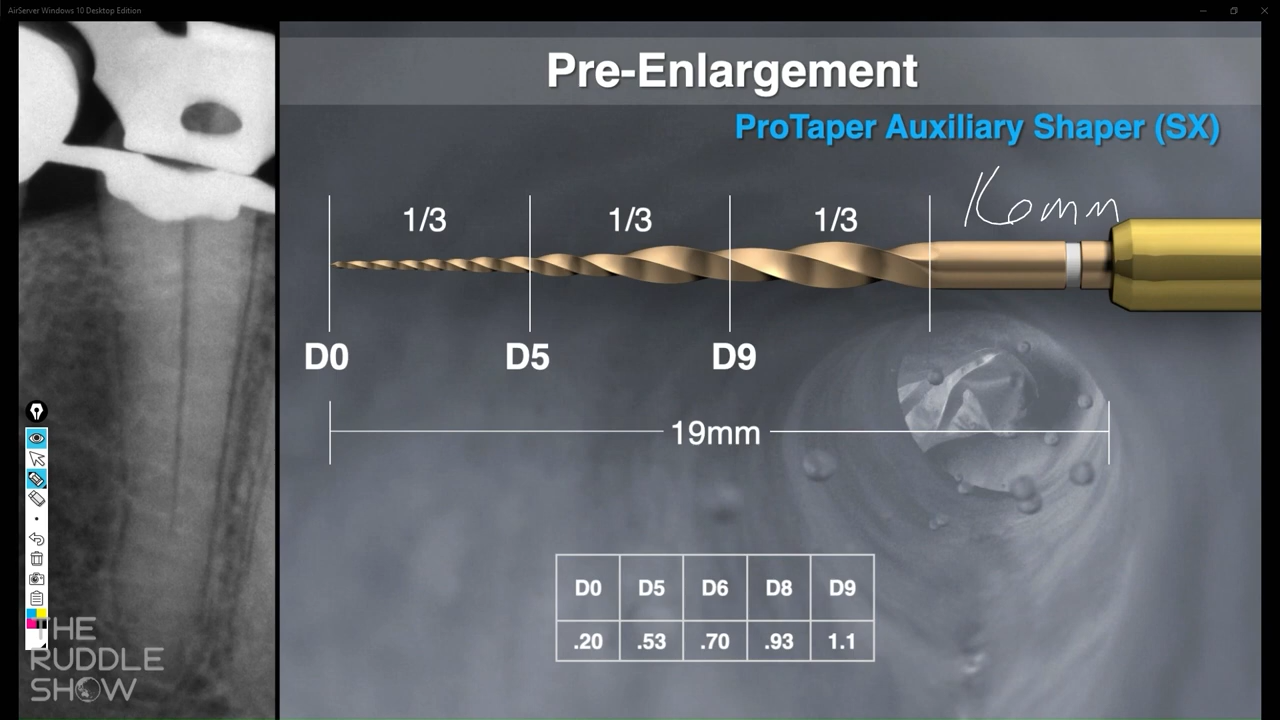 AirServer Windows 10 Desktop Edition
Pre-Enlargement
ProTaper Auxiliary Shaper (SX)
16mm
1/3 1/3 1/3
D0 D5 D9
19mm
D0 D5 D6 D8 D9
.20 .53 .70 .93 1.1
THE
RUDDLE
SHOW